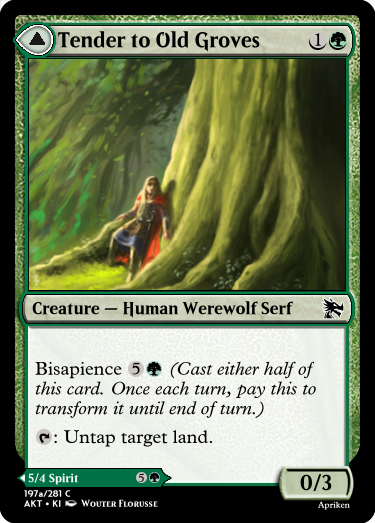 Tender to Old Groves 1
Creature — Human Werewolf Serf
Bisapience 5 (Cast either half of
this card. Once each turn, pay this to
transform it until end of turn.)
: Untap target land.
5/4 Spirit 5
0/3
197a/281 C
AKT • KI Wouter Florusse
Apriken